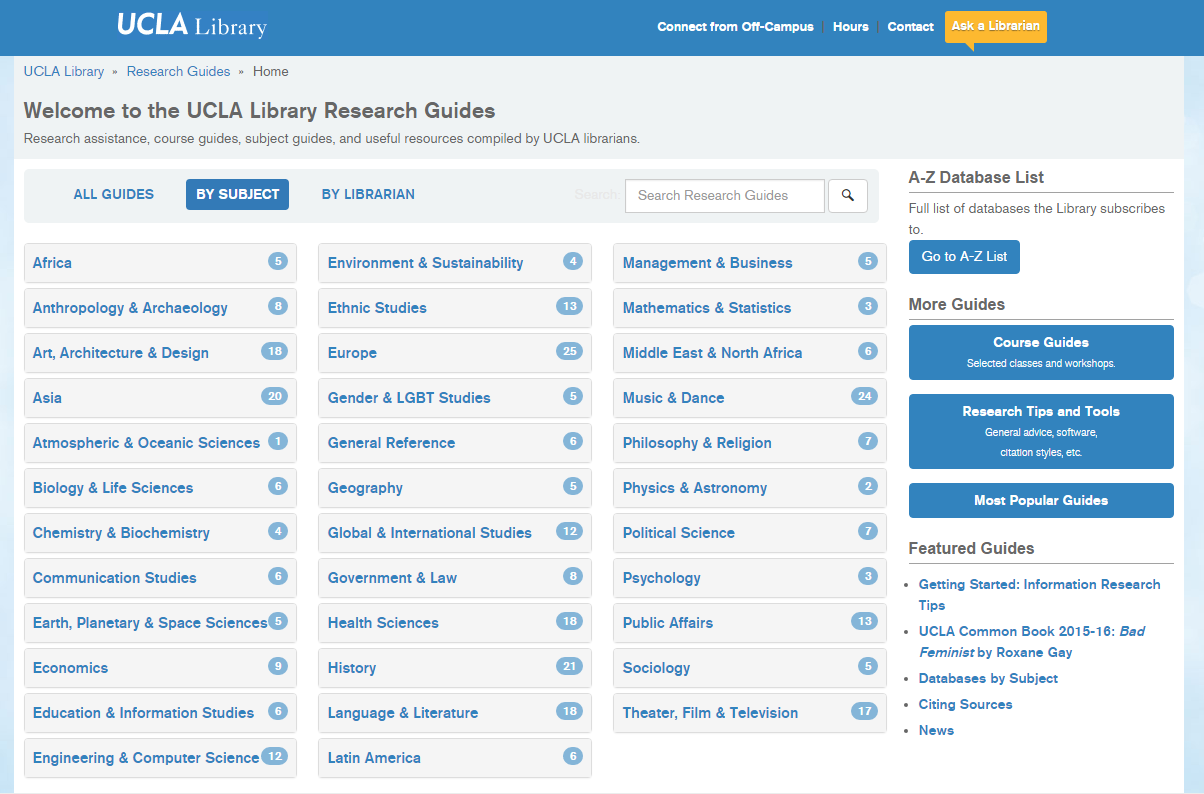 UCLA Library
Connect from Off-Campus | Hours | Contact
Ask a Librarian
UCLA Library » Research Guides » Home
Welcome to the UCLA Library Research Guides
Research assistance, course guides, subject guides, and useful resources compiled by UCLA librarians.
ALL GUIDES
BY SUBJECT
BY LIBRARIAN
Search:
Search Research Guides
Africa 5
Anthropology & Archaeology 8
Art, Architecture & Design 18
Asia 20
Atmospheric & Oceanic Sciences 1
Biology & Life Sciences 6
Chemistry & Biochemistry 4
Communication Studies 6
Earth, Planetary & Space Sciences 5
Economics 9
Education & Information Studies 6
Engineering & Computer Science 12
Environment & Sustainability 4
Ethnic Studies 13
Europe 25
Gender & LGBT Studies 5
General Reference 6
Geography 5
Global & International Studies 12
Government & Law 8
Health Sciences 18
History 21
Language & Literature 18
Latin America 6
Management & Business 5
Mathematics & Statistics 3
Middle East & North Africa 6
Music & Dance 24
Philosophy & Religion 7
Physics & Astronomy 2
Political Science 7
Psychology 3
Public Affairs 13
Sociology 5
Theater, Film & Television 17
A-Z Database List
Full list of databases the Library subscribes
to.
Go to A-Z List
More Guides
Course Guides
Selected classes and workshops.
Research Tips and Tools
General advice, software,
citation styles, etc.
Most Popular Guides
Featured Guides
• Getting Started: Information Research
Tips
• UCLA Common Book 2015-16: Bad
Feminist by Roxane Gay
• Databases by Subject
• Citing Sources
• News